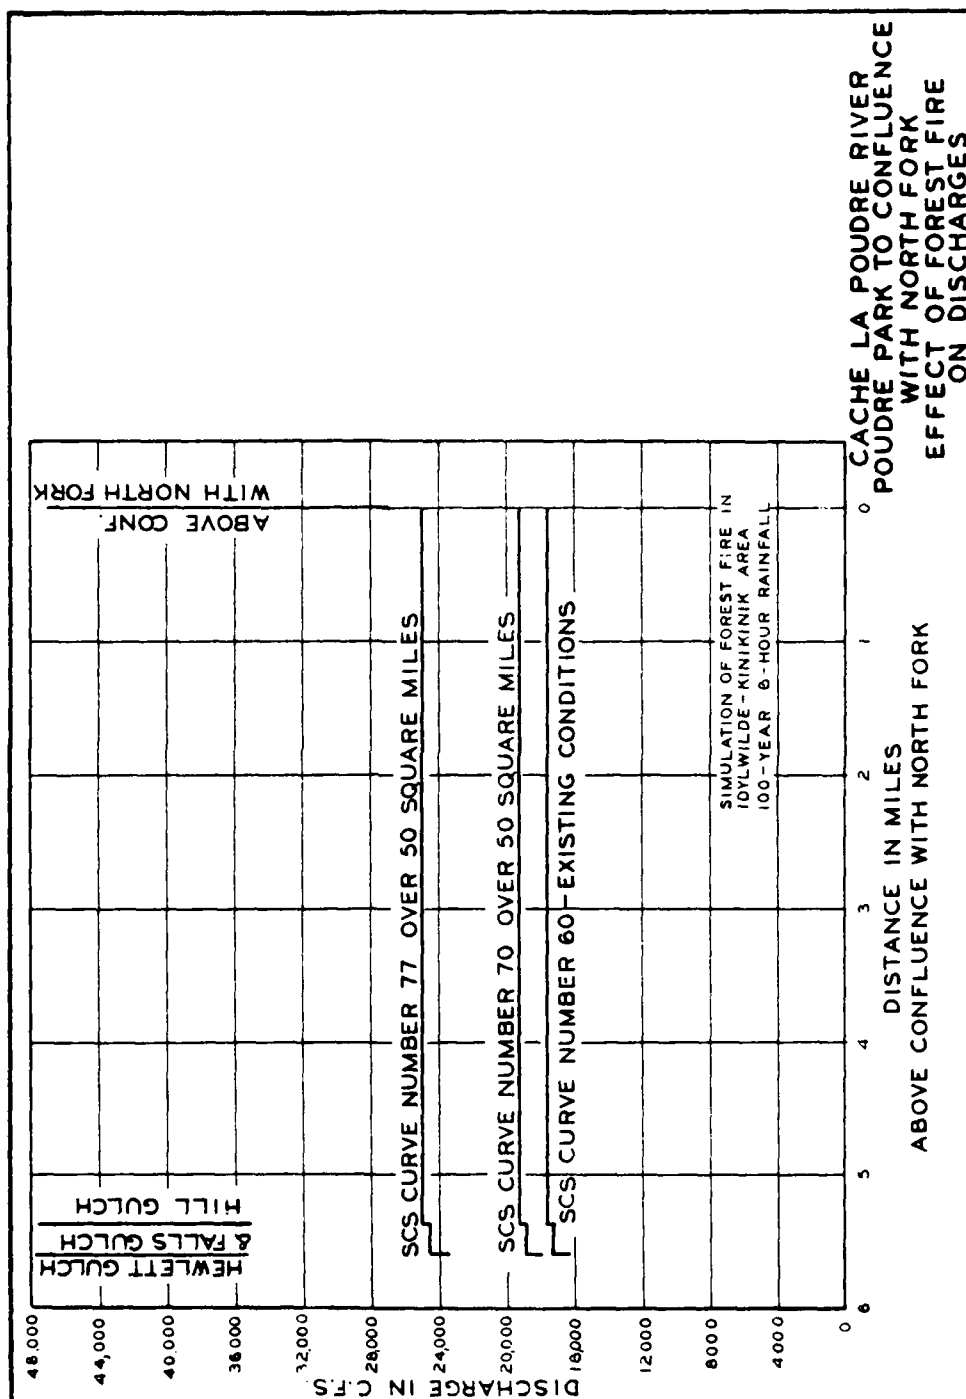 CACHE LA POUDRE RIVER
POUDRE PARK TO CONFLUENCE
WITH NORTH FORK
EFFECT OF FOREST FIRE
ON DISCHARGES
DISCHARGE IN C.F.S.
48,000
44,000
40,000
36,000
32,000
28,000
24,000
20,000
16,000
12,000
8000
4000
0
HEWLETT GULCH
& FALLS GULCH
HILL GULCH
ABOVE CONF.
WITH NORTH FORK
SCS CURVE NUMBER 77 OVER 50 SQUARE MILES
SCS CURVE NUMBER 70 OVER 50 SQUARE MILES
SCS CURVE NUMBER 60-EXISTING CONDITIONS
SIMULATION OF FOREST FIRE IN
IDYLWILDE-KINIKINIK AREA
100-YEAR 6-HOUR RAINFALL
6
5
4
3
2
1
0
DISTANCE IN MILES
ABOVE CONFLUENCE WITH NORTH FORK